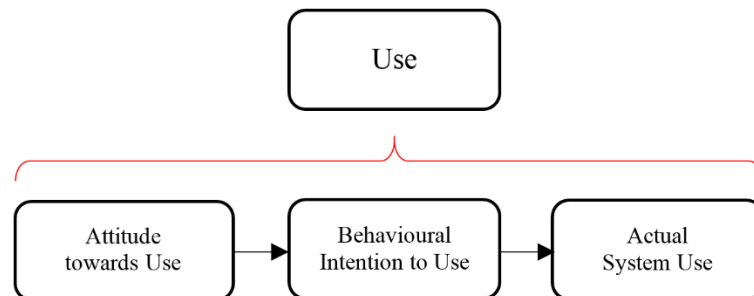 Use
Attitude
towards Use
Behavioural
Intention to Use
Actual
System Use